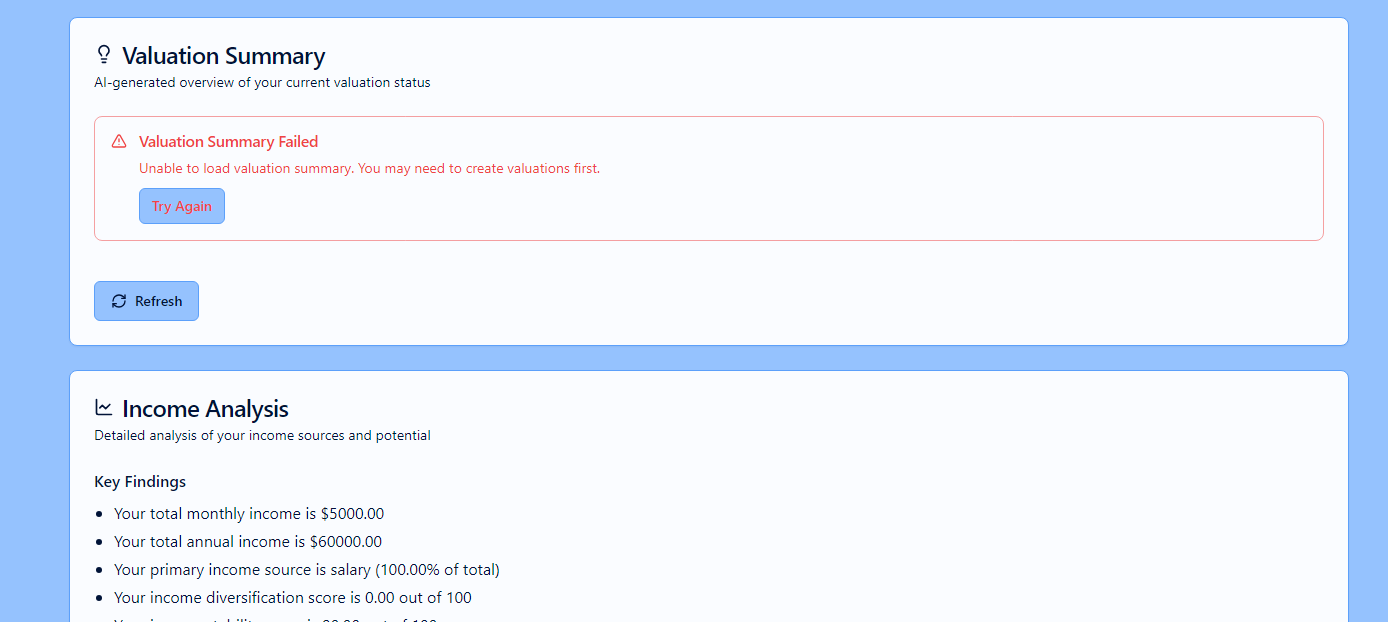 Valuation Summary
AI-generated overview of your current valuation status
Valuation Summary Failed
Unable to load valuation summary. You may need to create valuations first.
Try Again
Refresh
Income Analysis
Detailed analysis of your income sources and potential
Key Findings
Your total monthly income is $5000.00
Your total annual income is $60000.00
Your primary income source is salary (100.00% of total)
Your income diversification score is 0.00 out of 100